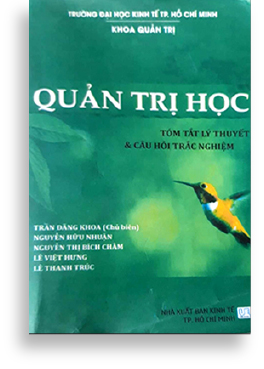 TRƯỜNG ĐẠI HỌC KINH TẾ TP. HỒ CHÍ MINH
KHOA QUẢN TRỊ
QUẢN TRỊ HỌC
TÓM TẮT LÝ THUYẾT
& CÂU HỎI TRẮC NGHIỆM
TRẦN ĐĂNG KHOA (Chủ biên)
NGUYỄN HỮU NHUẬN
NGUYỄN THỊ BÍCH CHÂM
LÊ VIỆT HƯNG
LÊ THANH TRÚC
NHÀ XUẤT BẢN KINH TẾ
TP. HỒ CHÍ MINH